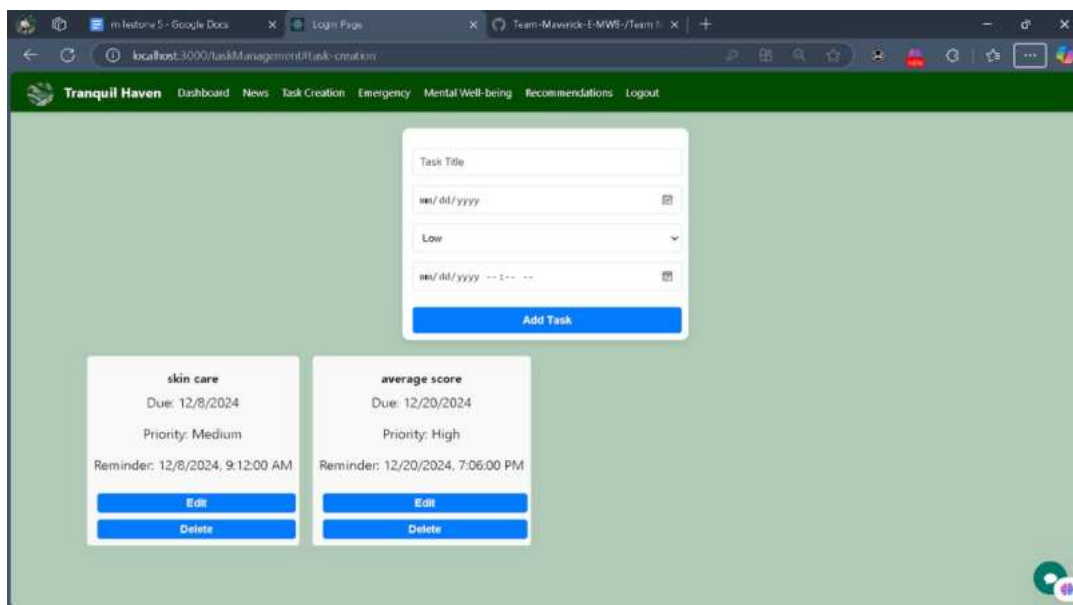 milestone 5 - Google Docs
Login Page
Team-Maverick-E-MWB-/Team
localhost:3000/taskManagement#task-creation
Tranquil Haven Dashboard News Task Creation Emergency Mental Well-being Recommendations Logout
Task Title
mm/dd/yyyy
Low
mm/dd/yyyy --:-- --
Add Task
skin care
Due: 12/8/2024
Priority: Medium
Reminder: 12/8/2024, 9:12:00 AM
Edit
Delete
average score
Due: 12/20/2024
Priority: High
Reminder: 12/20/2024, 7:06:00 PM
Edit
Delete